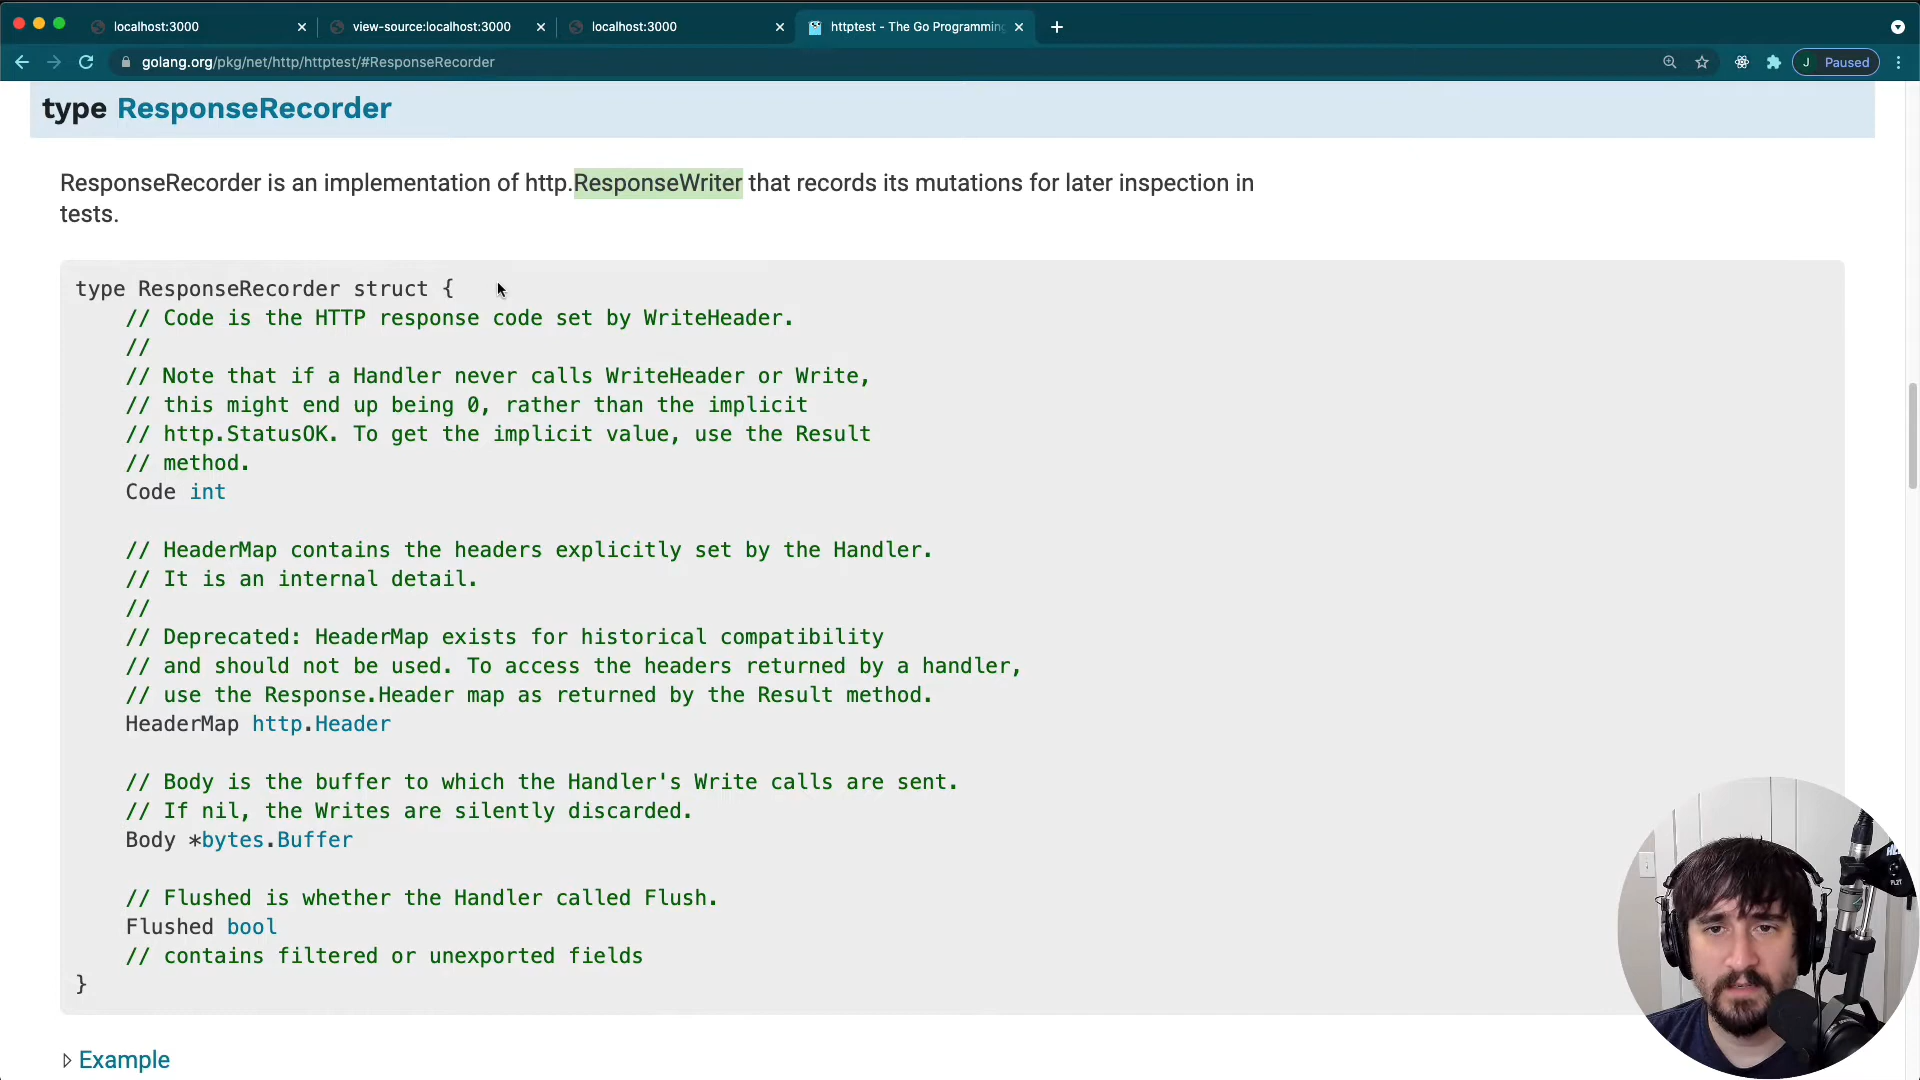 localhost:3000
view-source:localhost:3000
localhost:3000
httptest - The Go Programming
golang.org/pkg/net/http/httptest/#ResponseRecorder
J Paused
type ResponseRecorder
ResponseRecorder is an implementation of http.ResponseWriter that records its mutations for later inspection in
tests.
type ResponseRecorder struct {
    // Code is the HTTP response code set by WriteHeader.
    //
    // Note that if a Handler never calls WriteHeader or Write,
    // this might end up being 0, rather than the implicit
    // http.StatusOK. To get the implicit value, use the Result
    // method.
    Code int
    // HeaderMap contains the headers explicitly set by the Handler.
    // It is an internal detail.
    //
    // Deprecated: HeaderMap exists for historical compatibility
    // and should not be used. To access the headers returned by a handler,
    // use the Response.Header map as returned by the Result method.
    HeaderMap http.Header
    // Body is the buffer to which the Handler's Write calls are sent.
    // If nil, the Writes are silently discarded.
    Body *bytes.Buffer
    // Flushed is whether the Handler called Flush.
    Flushed bool
    // contains filtered or unexported fields
}
Example